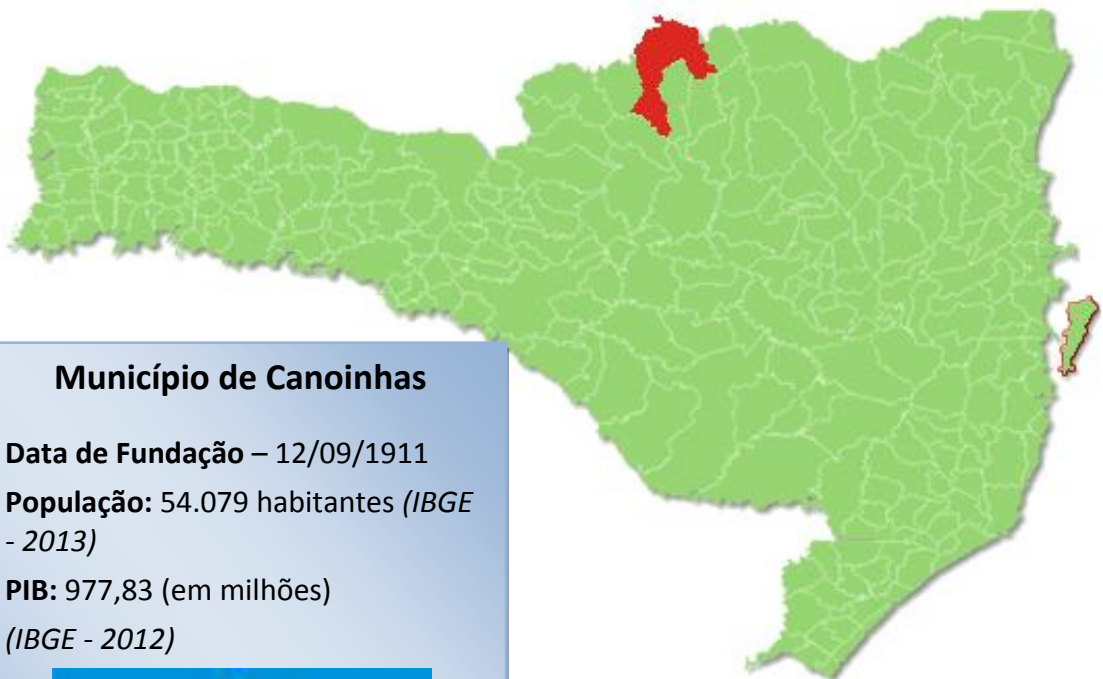 Município de Canoinhas
Data de Fundação – 12/09/1911
População: 54.079 habitantes (IBGE
- 2013)
PIB: 977,83 (em milhões)
(IBGE - 2012)